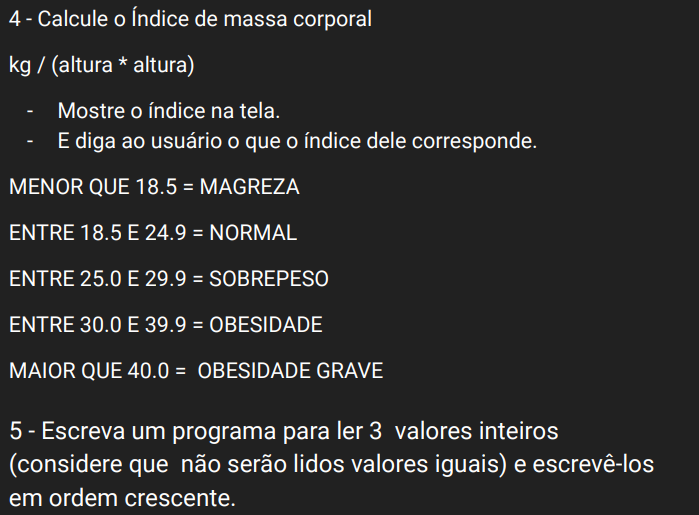 4 - Calcule o Índice de massa corporal
kg / (altura * altura)
- Mostre o índice na tela.
- E diga ao usuário o que o índice dele corresponde.
MENOR QUE 18.5 = MAGREZA
ENTRE 18.5 E 24.9 = NORMAL
ENTRE 25.0 E 29.9 = SOBREPESO
ENTRE 30.0 E 39.9 = OBESIDADE
MAIOR QUE 40.0 = OBESIDADE GRAVE
5 - Escreva um programa para ler 3 valores inteiros
(considere que não serão lidos valores iguais) e escrevê-los
em ordem crescente.